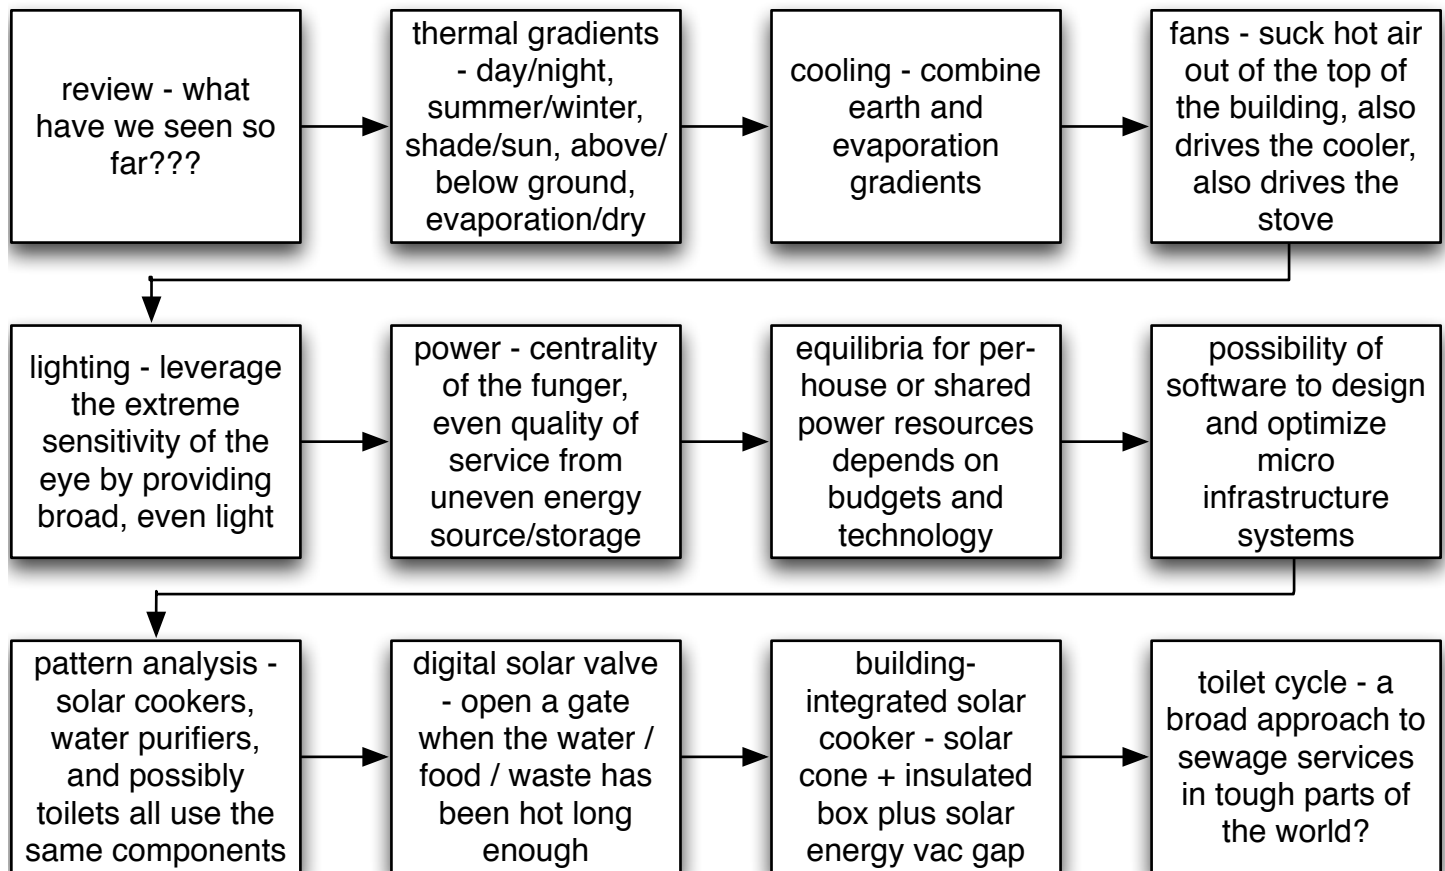 review - what
have we seen so
far???
thermal gradients
- day/night,
summer/winter,
shade/sun, above/
below ground,
evaporation/dry
cooling - combine
earth and
evaporation
gradients
fans - suck hot air
out of the top of
the building, also
drives the cooler,
also drives the
stove
lighting - leverage
the extreme
sensitivity of the
eye by providing
broad, even light
power - centrality
of the funger,
even quality of
service from
uneven energy
source/storage
equilibria for per-
house or shared
power resources
depends on
budgets and
technology
possibility of
software to design
and optimize
micro
infrastructure
systems
pattern analysis -
solar cookers,
water purifiers,
and possibly
toilets all use the
same components
digital solar valve
- open a gate
when the water /
food / waste has
been hot long
enough
building-
integrated solar
cooker - solar
cone + insulated
box plus solar
energy vac gap
toilet cycle - a
broad approach to
sewage services
in tough parts of
the world?